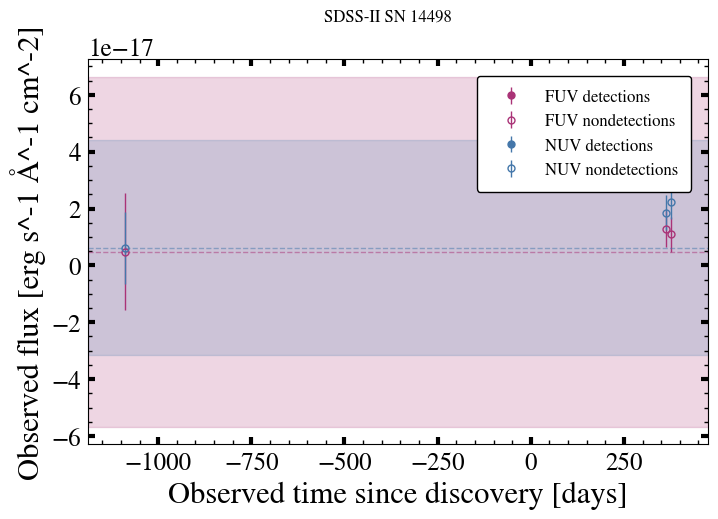 SDSS-II SN 14498
1e−17
FUV detections
FUV nondetections
NUV detections
NUV nondetections
6
4
2
0
−2
−4
−6
Observed flux [erg s^-1 Å^-1 cm^-2]
−1000 −750 −500 −250 0 250
Observed time since discovery [days]